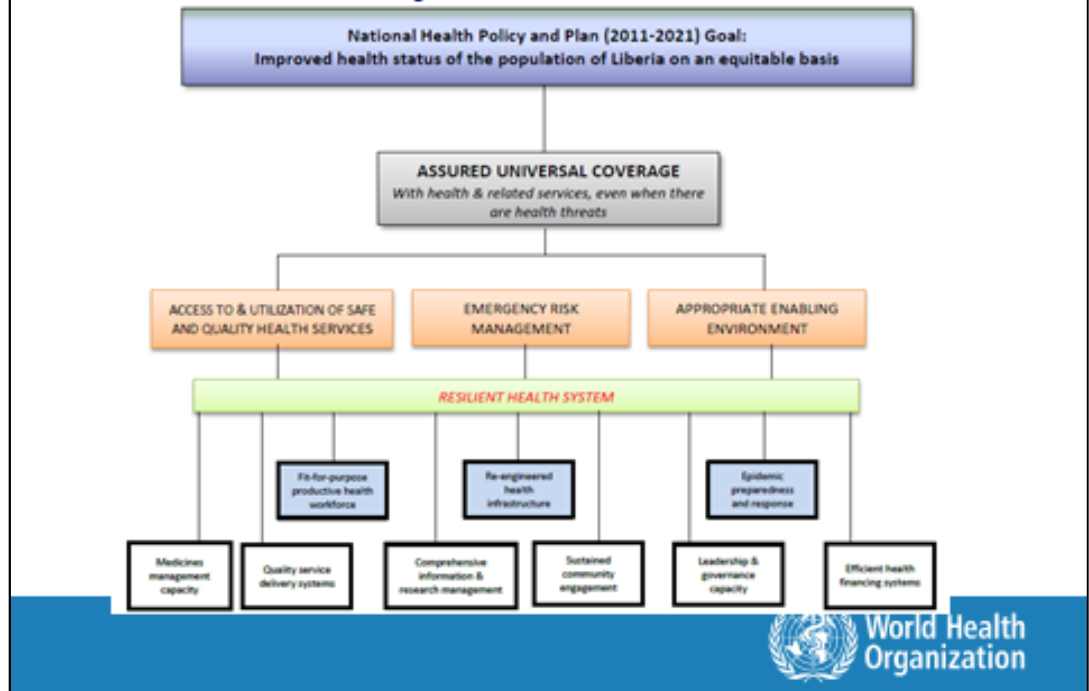 National Health Policy and Plan (2011-2021) Goal:
Improved health status of the population of Liberia on an equitable basis
ASSURED UNIVERSAL COVERAGE
With health & related services, even when there
are health threats
ACCESS TO & UTILIZATION OF SAFE
AND QUALITY HEALTH SERVICES
EMERGENCY RISK
MANAGEMENT
APPROPRIATE ENABLING
ENVIRONMENT
RESILIENT HEALTH SYSTEM
Fit-for-purpose
productive health
workforce
Re-engineered
health
infrastructure
Epidemic
preparedness
and response
Medicines
management
capacity
Quality service
delivery systems
Comprehensive
information &
research management
Sustained
community
engagement
Leadership &
governance
capacity
Efficient health
financing systems
World Health
Organization